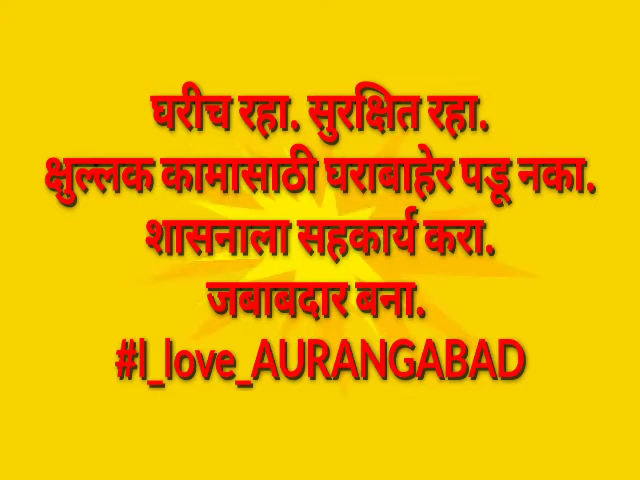 घरीच रहा. सुरक्षित रहा.
क्षुल्लक कामासाठी घराबाहेर पडू नका.
शासनाला सहकार्य करा.
जबाबदार बना.
#I_love_AURANGABAD